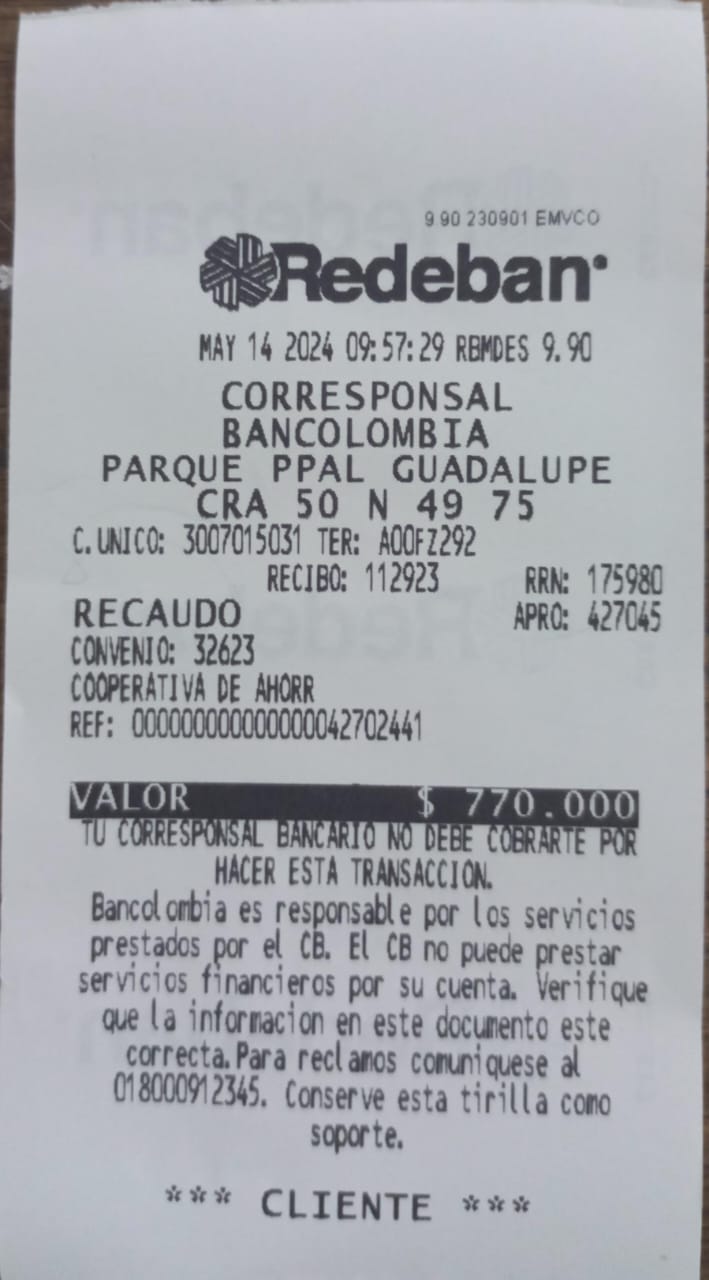 9 90 230901 EMVCO
Redeban
MAY 14 2024 09:57:29 RBMDES 9.90
CORRESPONSAL
BANCOLOMBIA
PARQUE PPAL GUADALUPE
CRA 50 N 49 75
C.UNICO: 3007015031 TER: A00FZ292
RECIBO: 112923 RRN: 175980
RECAUDO APRO: 427045
CONVENIO: 32623
COOPERATIVA DE AHORR
REF: 000000000000000042702441
VALOR $ 770.000
TU CORRESPONSAL BANCARIO NO DEBE COBRARTE POR
HACER ESTA TRANSACCION.
Bancolombia es responsable por los servicios
prestados por el CB. El CB no puede prestar
servicios financieros por su cuenta. Verifique
que la informacion en este documento este
correcta.Para reclamos comuniquese al
018000912345. Conserve esta tirilla como
soporte.
*** CLIENTE ***